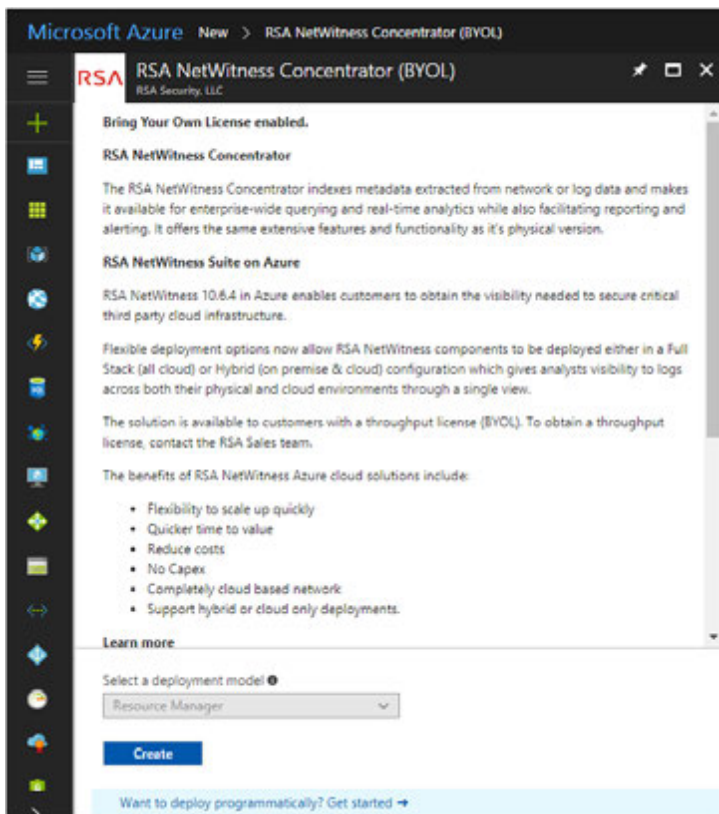 Microsoft Azure New > RSA NetWitness Concentrator (BYOL)
RSA RSA NetWitness Concentrator (BYOL)
RSA Security, LLC
Bring Your Own License enabled.
RSA NetWitness Concentrator
The RSA NetWitness Concentrator indexes metadata extracted from network or log data and makes
it available for enterprise-wide querying and real-time analytics while also facilitating reporting and
alerting. It offers the same extensive features and functionality as it's physical version.
RSA NetWitness Suite on Azure
RSA NetWitness 10.6.4 in Azure enables customers to obtain the visibility needed to secure critical
third party cloud infrastructure.
Flexible deployment options now allow RSA NetWitness components to be deployed either in a Full
Stack (all cloud) or Hybrid (on premise & cloud) configuration which gives analysts visibility to logs
across both their physical and cloud environments through a single view.
The solution is available to customers with a throughput license (BYOL). To obtain a throughput
license, contact the RSA Sales team.
The benefits of RSA NetWitness Azure cloud solutions include:
• Flexibility to scale up quickly
• Quicker time to value
• Reduce costs
• No Capex
• Completely cloud based network
• Support hybrid or cloud only deployments.
Learn more
Select a deployment model
Resource Manager
Create
Want to deploy programmatically? Get started →